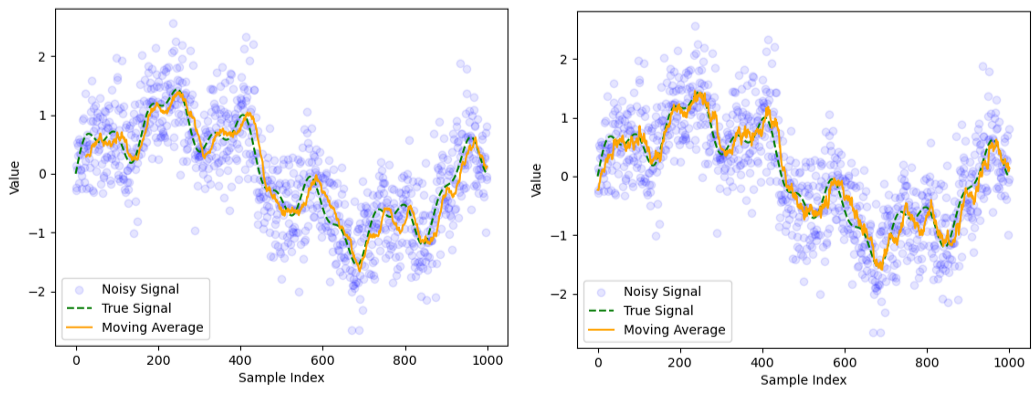 2
1
0
−1
−2
Value
Noisy Signal
True Signal
Moving Average
0 200 400 600 800 1000
Sample Index
2
1
0
−1
−2
Value
Noisy Signal
True Signal
Moving Average
0 200 400 600 800 1000
Sample Index